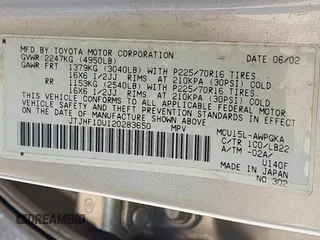 MFD. BY TOYOTA MOTOR CORPORATION DATE 06/02
GVWR 2247KG (4950LB)
GAWR FRT 1379KG (3040LB) WITH P225/70R16 TIRES
16X6 1/2JJ RIMS, AT 210KPA (30PSI) COLD
RR 1153KG (2540LB) WITH P225/70R16 TIRES
16X6 1/2JJ RIMS, AT 210KPA (30PSI) COLD
THIS VEHICLE CONFORMS TO ALL APPLICABLE
FEDERAL MOTOR VEHICLE SAFETY, BUMPER, AND
THEFT PREVENTION STANDARDS IN EFFECT ON THE
DATE OF MANUFACTURE SHOWN ABOVE.
JTJHF10U120283650 MPV MCU15L-AWPGKA
C/TR 1C0/LB22
A/TM -02A/
U140F
MADE IN JAPAN NO 302
IDREAMBID